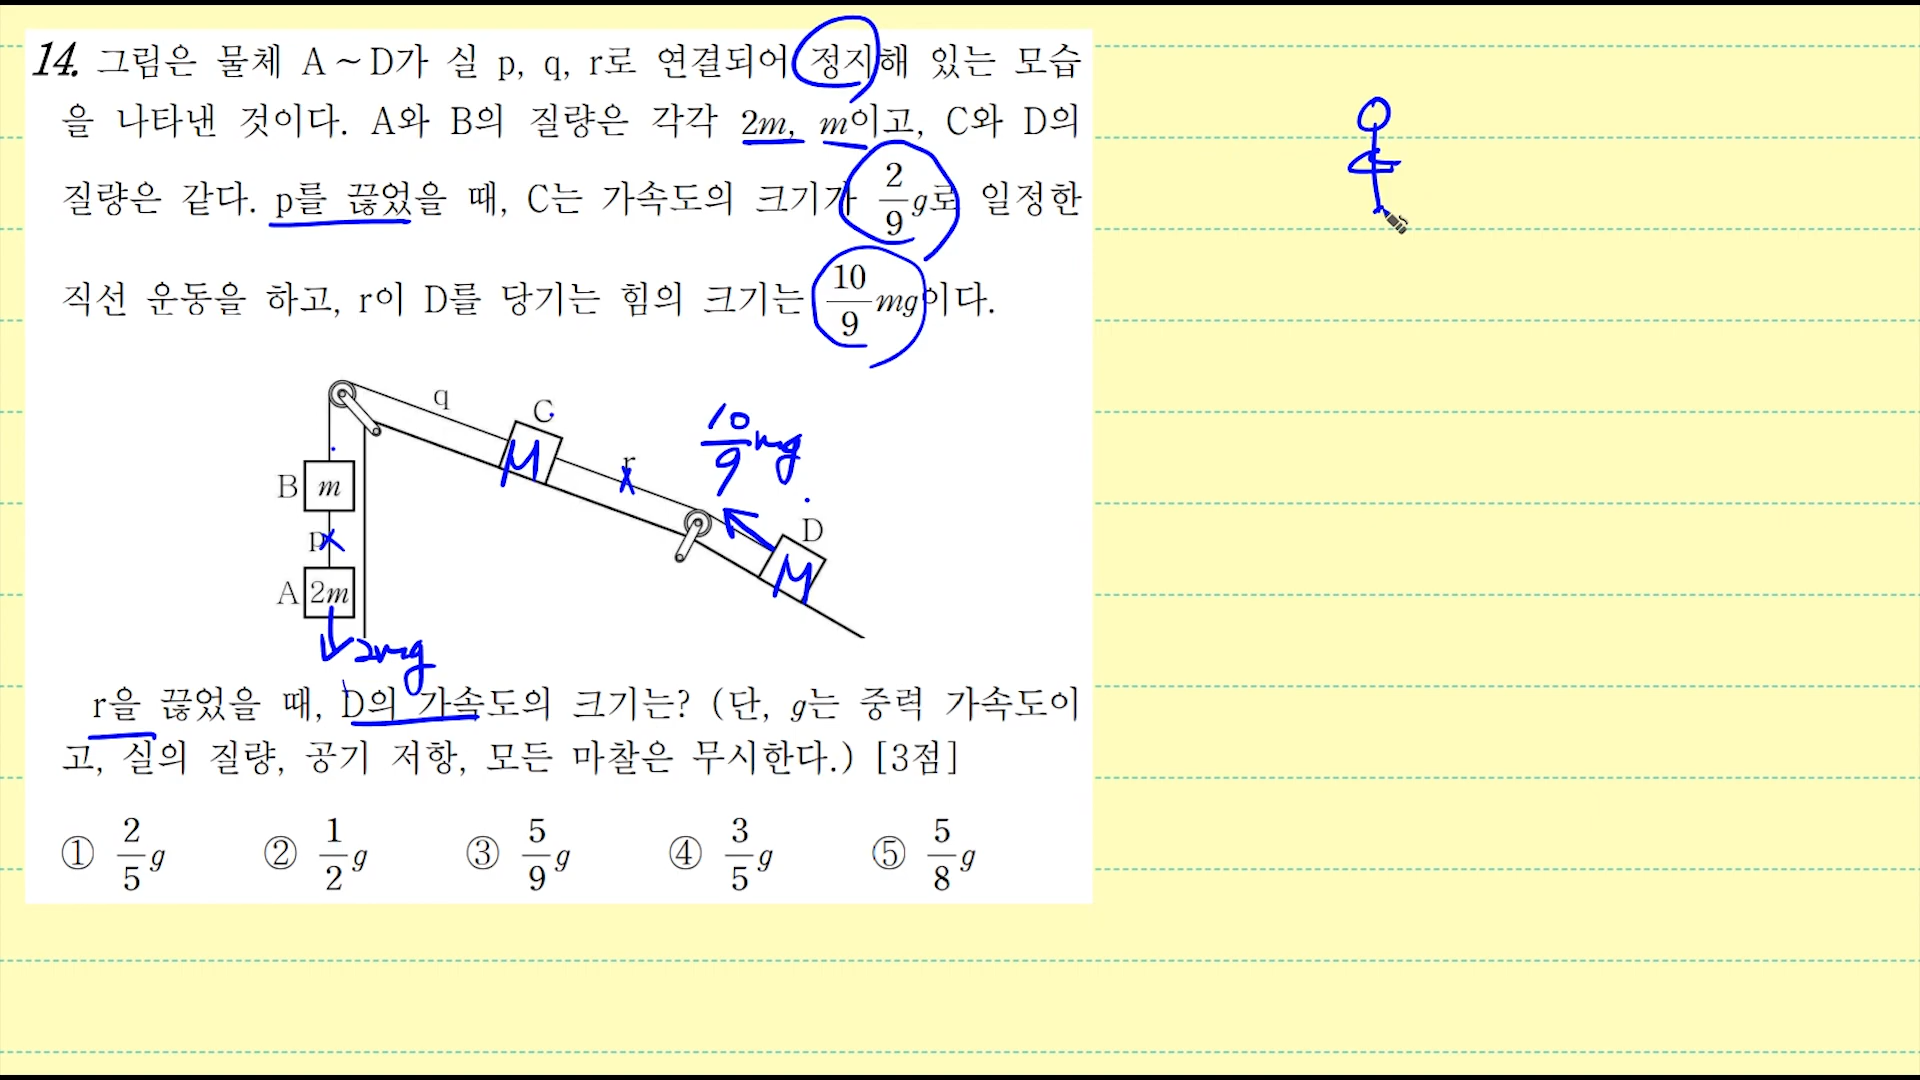 14. 그림은 물체 A～D가 실 p, q, r로 연결되어 정지해 있는 모습
을 나타낸 것이다. A와 B의 질량은 각각 2m, m이고, C와 D의
질량은 같다. p를 끊었을 때, C는 가속도의 크기가 2/9 g로 일정한
직선 운동을 하고, r이 D를 당기는 힘의 크기는 10/9 mg이다.
q
C
M
r
10/9 mg
D
M
B m
p
A 2m
2mg
r을 끊었을 때, D의 가속도의 크기는? (단, g는 중력 가속도이
고, 실의 질량, 공기 저항, 모든 마찰은 무시한다.) [3점]
① 2/5 g ② 1/2 g ③ 5/9 g ④ 3/5 g ⑤ 5/8 g